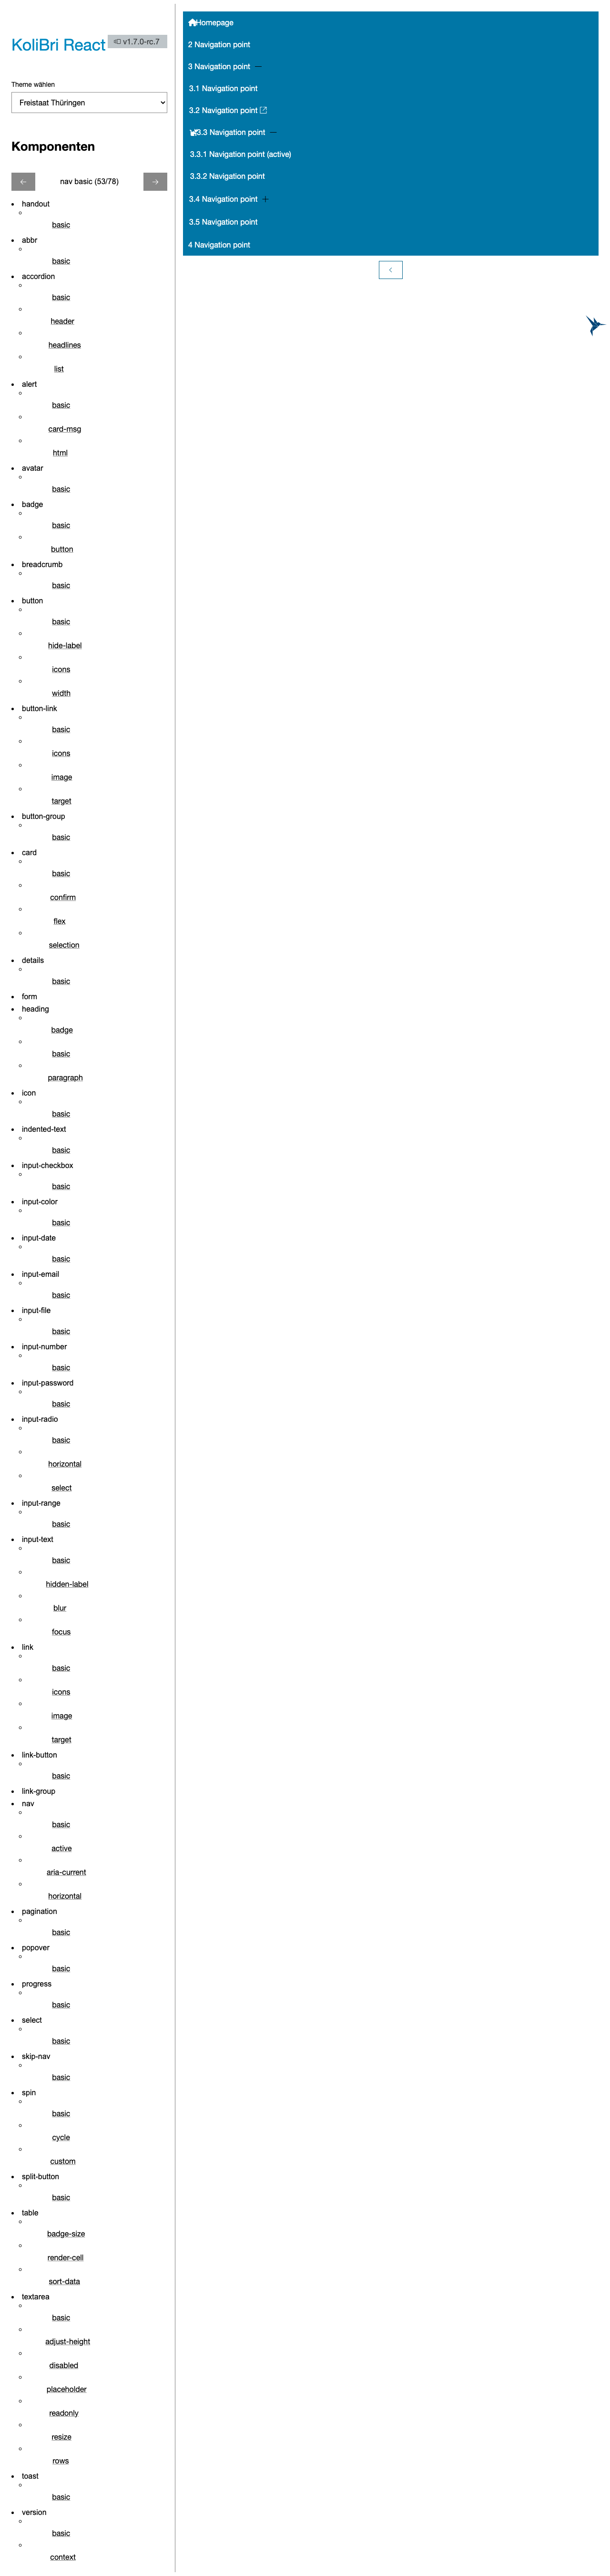 KoliBri React
v1.7.0-rc.7
Theme wählen
Freistaat Thüringen
Komponenten
nav basic (53/78)
handout
basic
abbr
basic
accordion
basic
header
headlines
list
alert
basic
card-msg
html
avatar
basic
badge
basic
button
breadcrumb
basic
button
basic
hide-label
icons
width
button-link
basic
icons
image
target
button-group
basic
card
basic
confirm
flex
selection
details
basic
form
heading
badge
basic
paragraph
icon
basic
indented-text
basic
input-checkbox
basic
input-color
basic
input-date
basic
input-email
basic
input-file
basic
input-number
basic
input-password
basic
input-radio
basic
horizontal
select
input-range
basic
input-text
basic
hidden-label
blur
focus
link
basic
icons
image
target
link-button
basic
link-group
nav
basic
active
aria-current
horizontal
pagination
basic
popover
basic
progress
basic
select
basic
skip-nav
basic
spin
basic
cycle
custom
split-button
basic
table
badge-size
render-cell
sort-data
textarea
basic
adjust-height
disabled
placeholder
readonly
resize
rows
toast
basic
version
basic
context
Homepage
2 Navigation point
3 Navigation point
3.1 Navigation point
3.2 Navigation point
3.3 Navigation point
3.3.1 Navigation point (active)
3.3.2 Navigation point
3.4 Navigation point
3.5 Navigation point
4 Navigation point